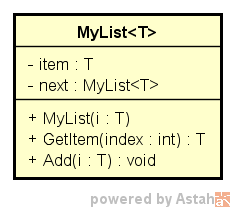 MyList<T>
- item : T
- next : MyList<T>
+ MyList(i : T)
+ GetItem(index : int) : T
+ Add(i : T) : void
powered by Astah